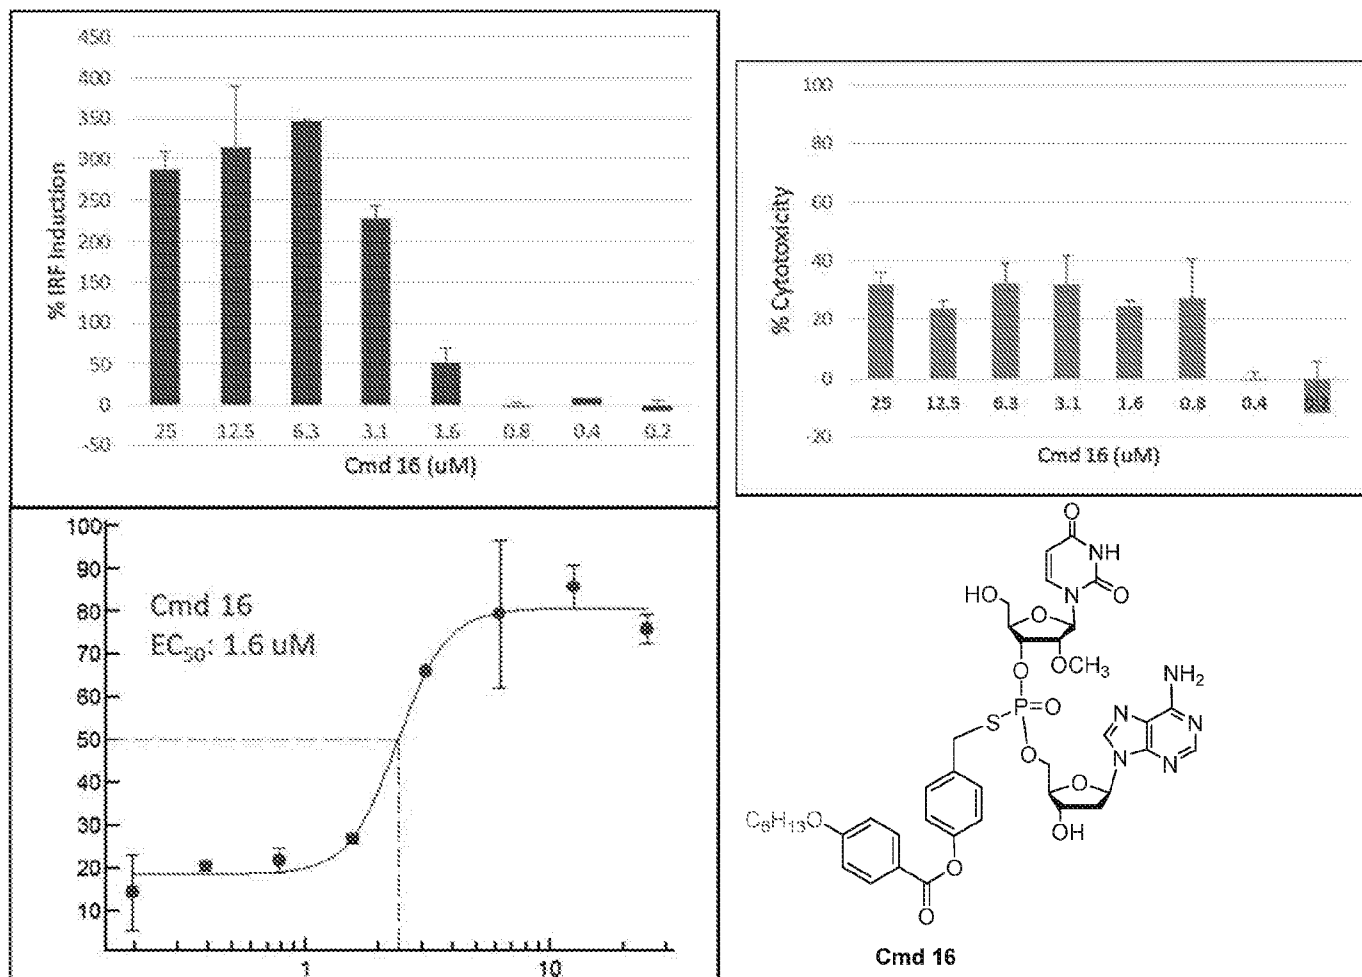 450
400
350
300
250
200
150
100
50
0
-50
% IRF Induction
25 12.5 6.3 3.1 1.6 0.8 0.4 0.2
Cmd 16 (uM)
100
80
60
40
20
0
-20
% Cytotoxicity
25 12.5 6.3 3.1 1.6 0.8 0.4
Cmd 16 (uM)
100
90
80
70
60
50
40
30
20
10
Cmd 16
EC50: 1.6 uM
1 10
O
NH
N O
HO O
O OCH3
P=O
S
O
NH2
N N
N N
O
OH
C6H13O
O
O
Cmd 16